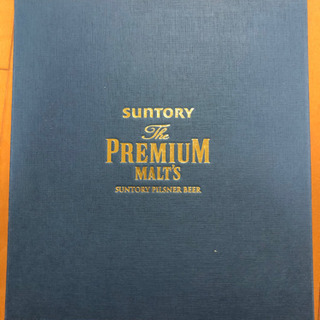 SUNTORY
The
PREMIUM
MALT'S
SUNTORY PILSNER BEER